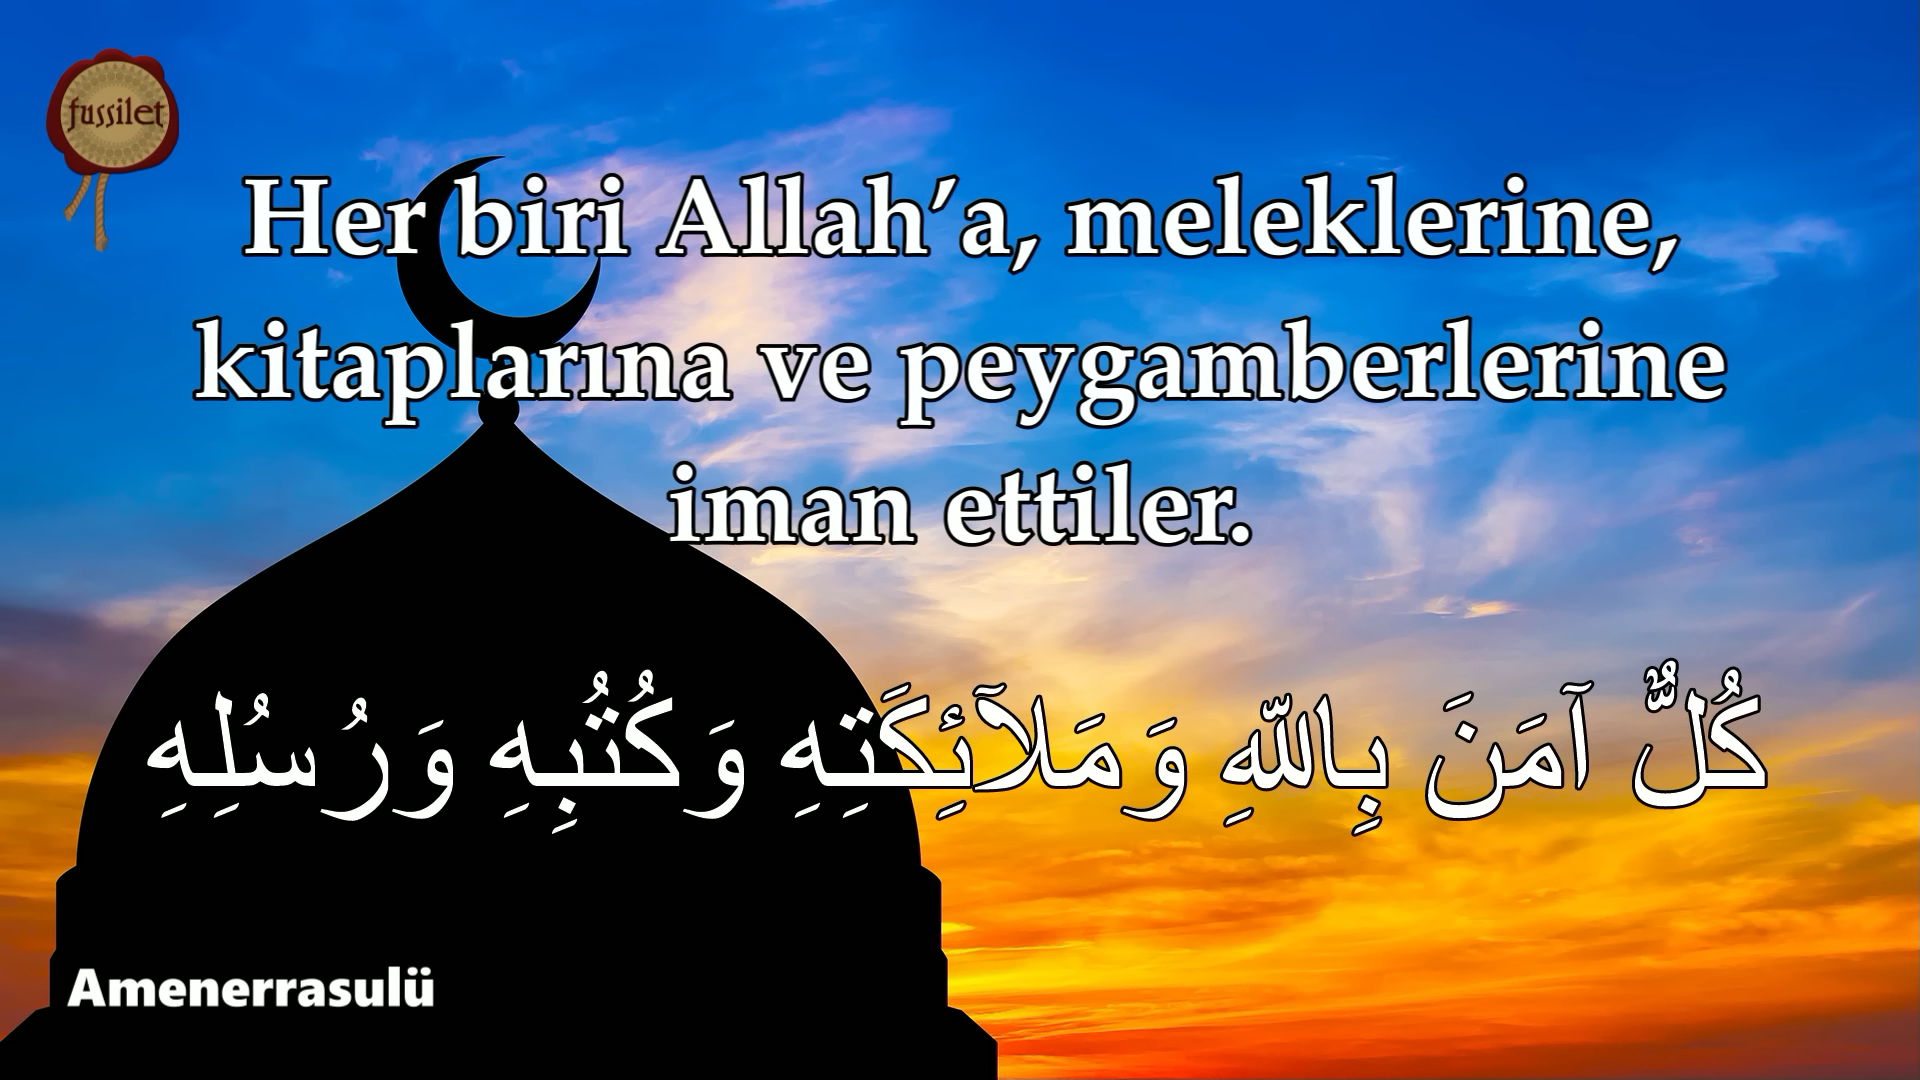 fussilet
Her biri Allah’a, meleklerine,
kitaplarına ve peygamberlerine
iman ettiler.
كُلٌّ آمَنَ بِاللّهِ وَمَلآئِكَتِهِ وَكُتُبِهِ وَرُسُلِهِ
Amenerrasulü